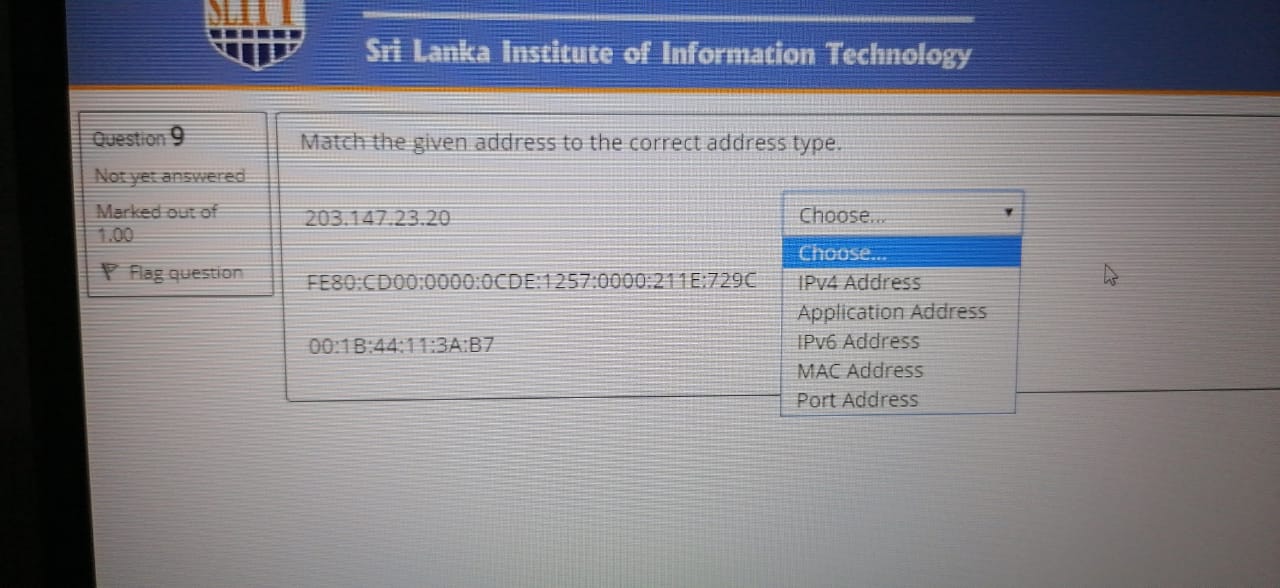 SLIIT
Sri Lanka Institute of Information Technology
Question 9
Not yet answered
Marked out of
1.00
Flag question
Match the given address to the correct address type.
203.147.23.20
FE80:CD00:0000:0CDE:1257:0000:211E:729C
00:1B:44:11:3A:B7
Choose...
Choose...
IPv4 Address
Application Address
IPv6 Address
MAC Address
Port Address